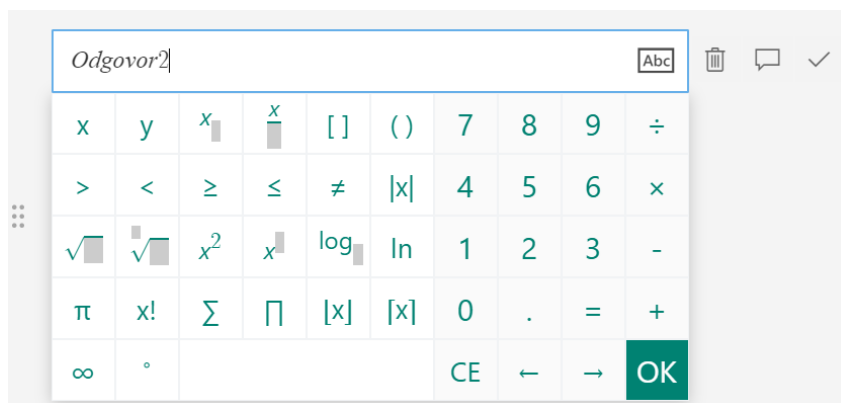 Odgovor2 Abc
x y x [ ] ( ) 7 8 9 ÷
x
> < ≥ ≤ ≠ |x| 4 5 6 ×
√ √ x² x log ln 1 2 3 -
π x! ∑ ∏ ⌊x⌋ ⌈x⌉ 0 . = +
∞ ° CE ← → OK